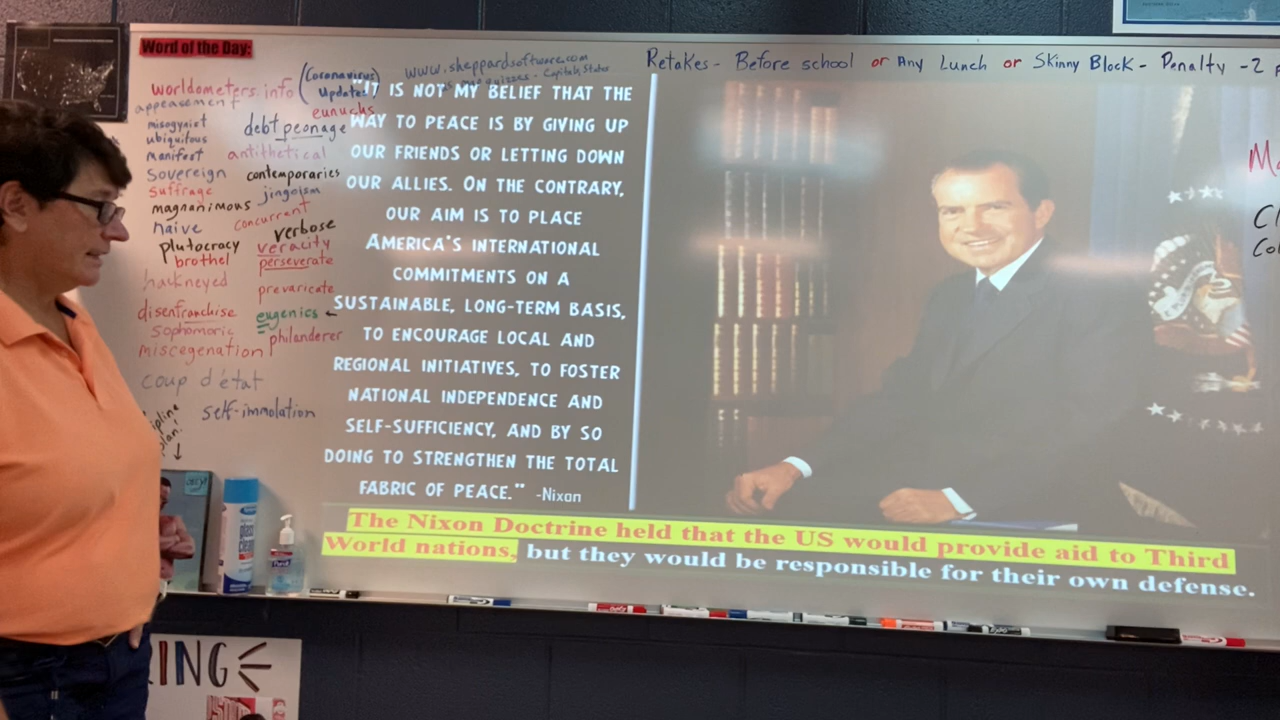 Word of the Day:
worldometers.info (Coronavirus
Updates)
www.sheppardsoftware.com
Retakes - Before school or Any Lunch or Skinny Block - Penalty -2
appeasement
eunuchs
misogynist
debt peonage
ubiquitous
manifest
antithetical
sovereign
contemporaries
suffrage
jingoism
magnanimous
concurrent
naive
verbose
plutocracy
veracity
brothel
perseverate
hackneyed
prevaricate
disenfranchise
eugenics
sophomoric
philanderer
miscegenation
coup d'état
self-immolation
"It is not my belief that the
way to peace is by giving up
our friends or letting down
our allies. On the contrary,
our aim is to place
America's international
commitments on a
sustainable, long-term basis,
to encourage local and
regional initiatives, to foster
national independence and
self-sufficiency, and by so
doing to strengthen the total
fabric of peace." -Nixon
The Nixon Doctrine held that the US would provide aid to Third
World nations, but they would be responsible for their own defense.
Purell
ING